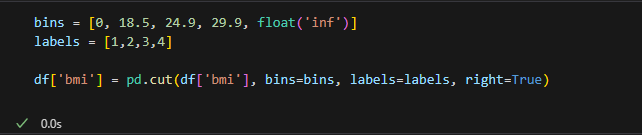 bins = [0, 18.5, 24.9, 29.9, float('inf')]
labels = [1,2,3,4]
df['bmi'] = pd.cut(df['bmi'], bins=bins, labels=labels, right=True)
0.0s